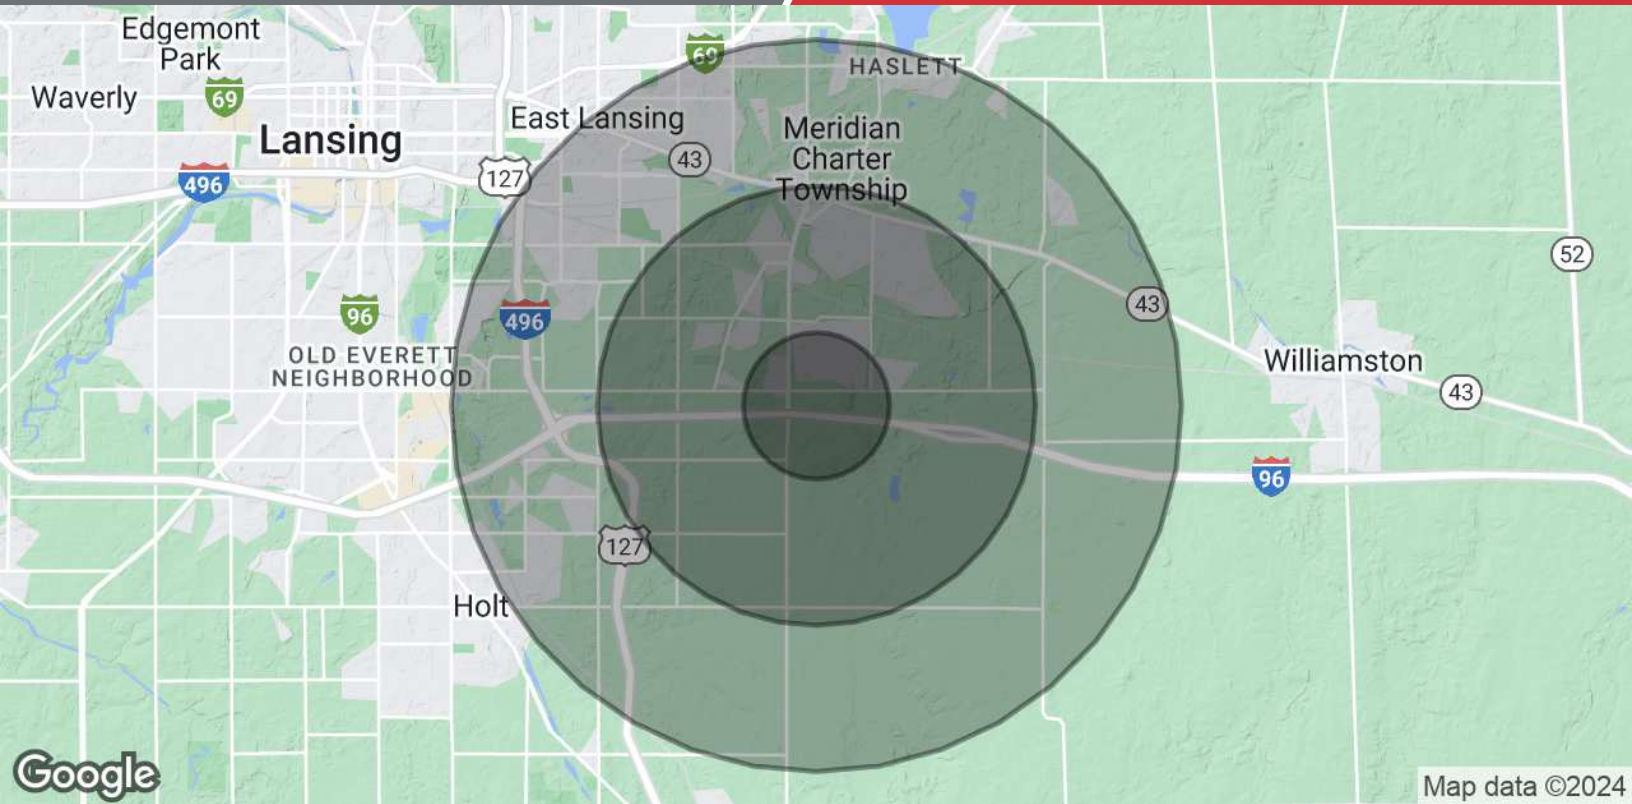 Edgemont
Park
69
HASLETT
Waverly
69
East Lansing
Meridian
Charter
Township
Lansing
43
127
496
52
43
96
496
OLD EVERETT
NEIGHBORHOOD
Williamston
43
96
127
Holt
Google
Map data ©2024